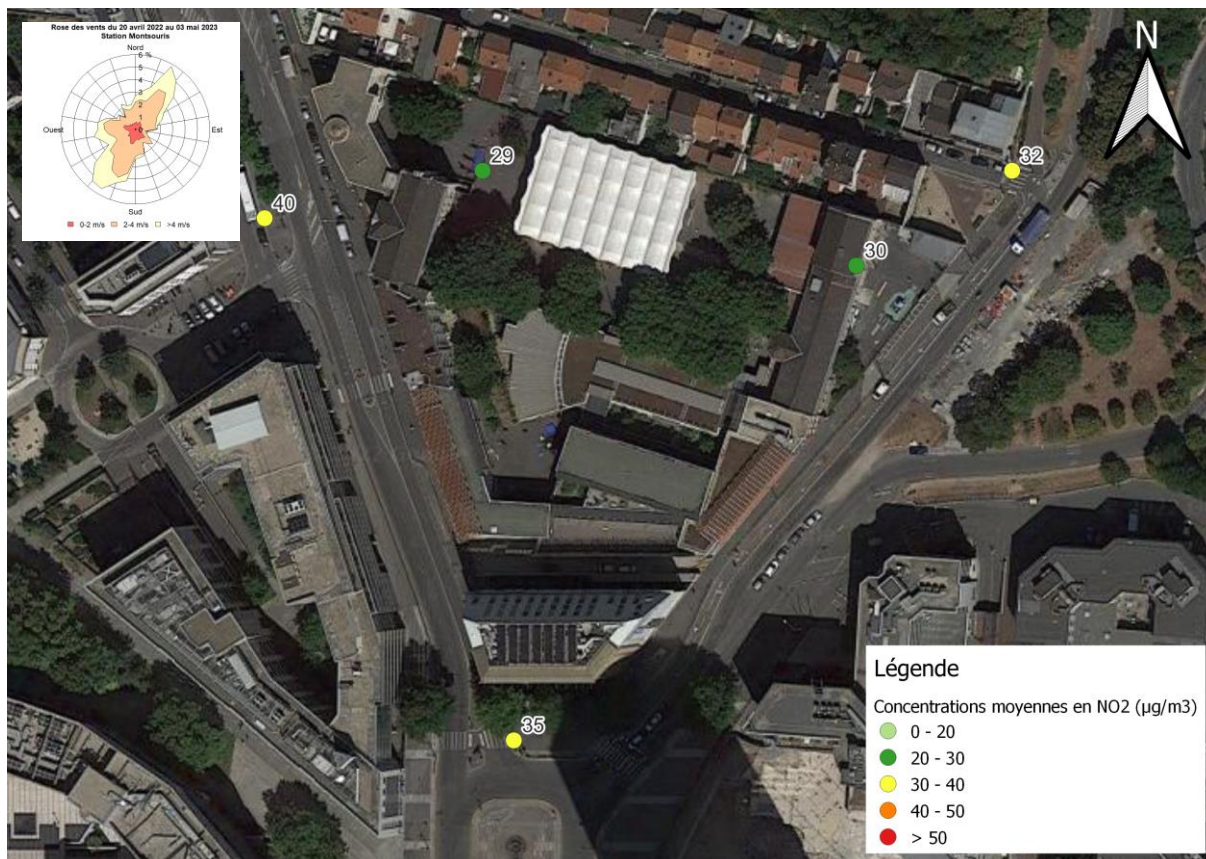 Rose des vents du 20 avril 2022 au 03 mai 2023
Station Montsouris
Nord
6 %
5
4
3
2
1
0
Ouest
Est
Sud
0-2 m/s
2-4 m/s
>4 m/s
N
29
32
40
30
35
Légende
Concentrations moyennes en NO2 (µg/m3)
0 - 20
20 - 30
30 - 40
40 - 50
> 50